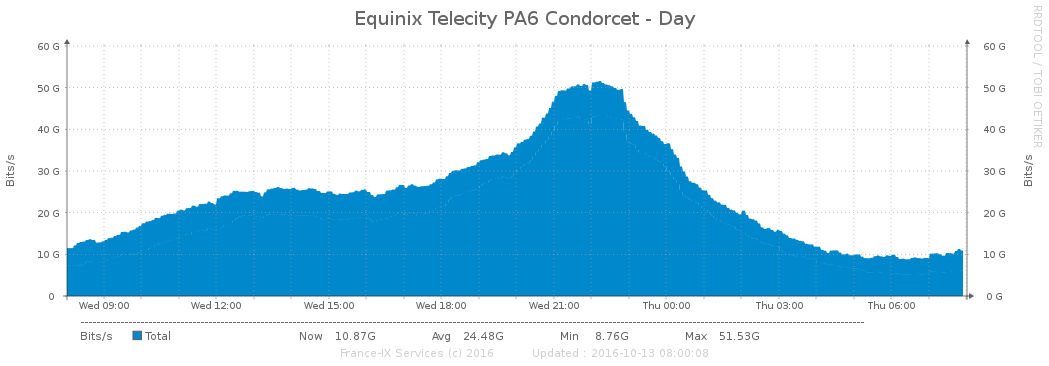 Equinix Telecity PA6 Condorcet - Day
RRDTOOL / TOBI OETIKER
60 G 60 G
50 G 50 G
40 G 40 G
30 G 30 G
20 G 20 G
10 G 10 G
0 0 G
Bits/s
Bits/s
Wed 09:00 Wed 12:00 Wed 15:00 Wed 18:00 Wed 21:00 Thu 00:00 Thu 03:00 Thu 06:00
Bits/s Total Now 10.87G Avg 24.48G Min 8.76G Max 51.53G
France-IX Services (c) 2016 Updated : 2016-10-13 08:00:08